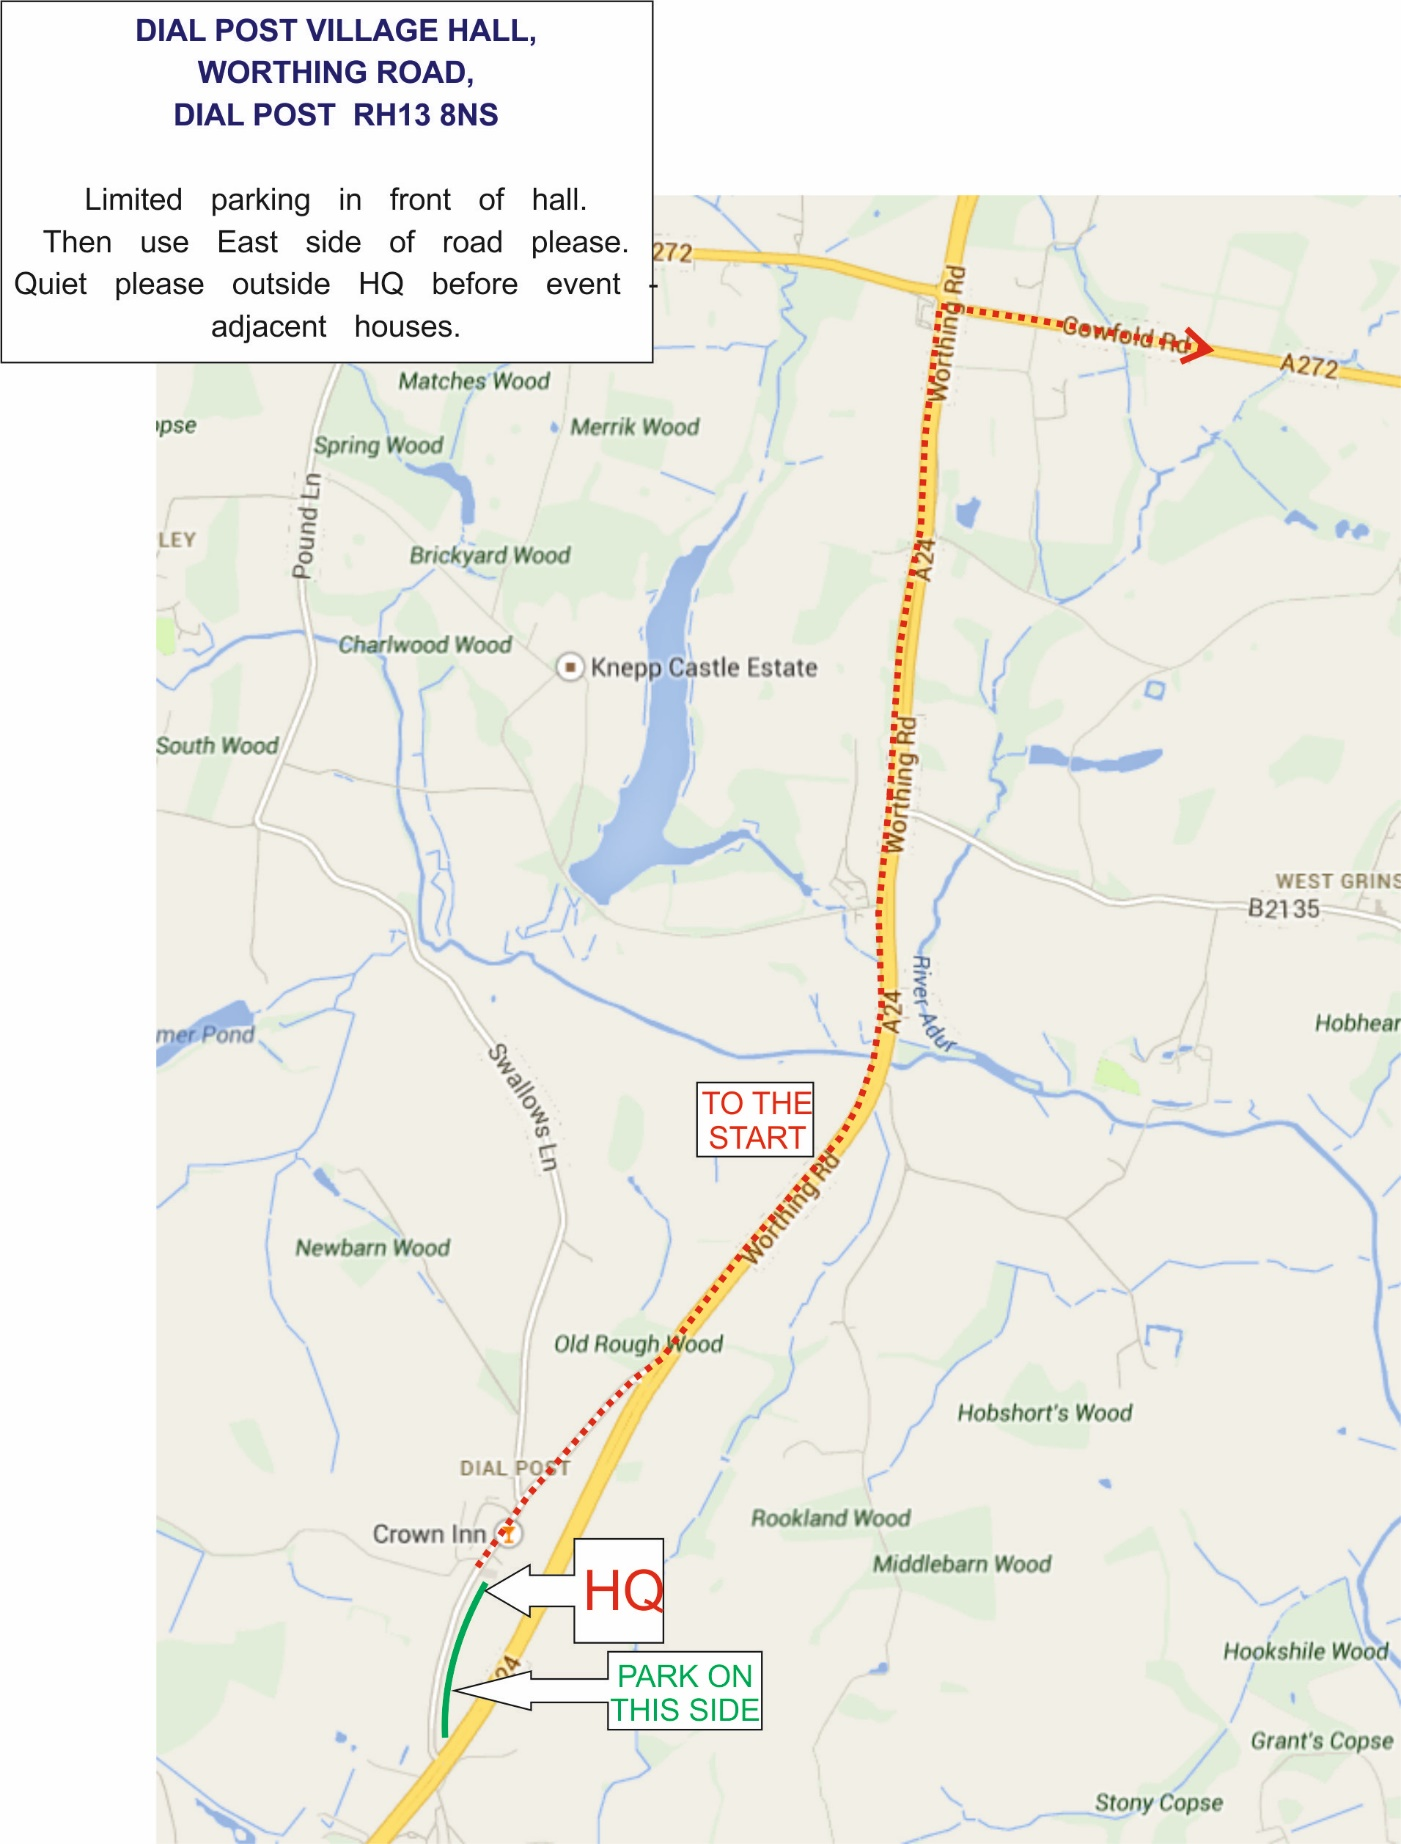 DIAL POST VILLAGE HALL,
WORTHING ROAD,
DIAL POST RH13 8NS
Limited parking in front of hall.
Then use East side of road please.
Quiet please outside HQ before event -
adjacent houses.
272
Worthing Rd
Cowfold Rd
A272
Matches Wood
Merrik Wood
opse
Spring Wood
Pound Ln
LEY
Brickyard Wood
A24
Charlwood Wood
Knepp Castle Estate
South Wood
Worthing Rd
WEST GRINS
B2135
River Adur
A24
mer Pond
Hobhear
Swallows Ln
TO THE
START
Worthing Rd
Newbarn Wood
Old Rough Wood
Hobshort's Wood
DIAL POST
Crown Inn
Rookland Wood
Middlebarn Wood
HQ
Hookshile Wood
24
PARK ON
THIS SIDE
Grant's Copse
Stony Copse